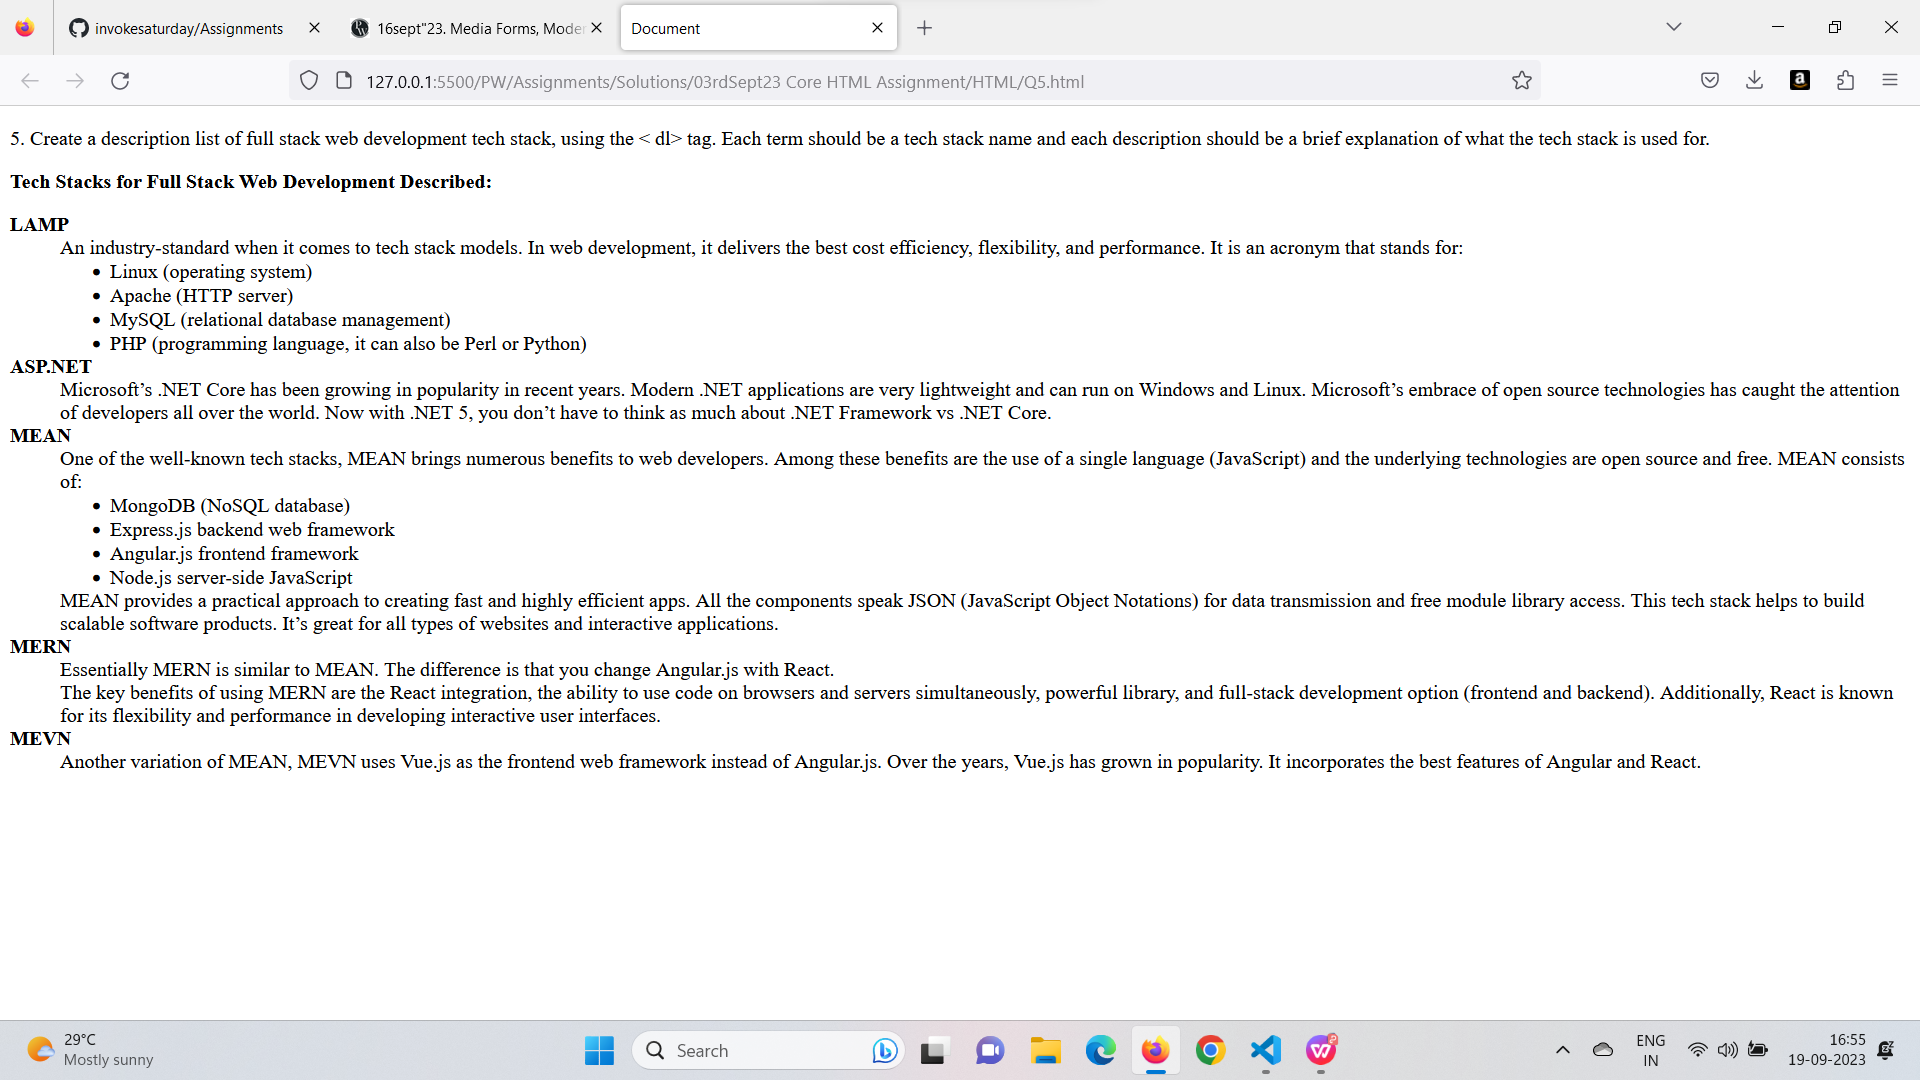 invokesaturday/Assignments
16sept"23. Media Forms, Moder
Document
127.0.0.1:5500/PW/Assignments/Solutions/03rdSept23 Core HTML Assignment/HTML/Q5.html
5. Create a description list of full stack web development tech stack, using the < dl> tag. Each term should be a tech stack name and each description should be a brief explanation of what the tech stack is used for.
Tech Stacks for Full Stack Web Development Described:
LAMP
An industry-standard when it comes to tech stack models. In web development, it delivers the best cost efficiency, flexibility, and performance. It is an acronym that stands for:
• Linux (operating system)
• Apache (HTTP server)
• MySQL (relational database management)
• PHP (programming language, it can also be Perl or Python)
ASP.NET
Microsoft’s .NET Core has been growing in popularity in recent years. Modern .NET applications are very lightweight and can run on Windows and Linux. Microsoft’s embrace of open source technologies has caught the attention
of developers all over the world. Now with .NET 5, you don’t have to think as much about .NET Framework vs .NET Core.
MEAN
One of the well-known tech stacks, MEAN brings numerous benefits to web developers. Among these benefits are the use of a single language (JavaScript) and the underlying technologies are open source and free. MEAN consists
of:
• MongoDB (NoSQL database)
• Express.js backend web framework
• Angular.js frontend framework
• Node.js server-side JavaScript
MEAN provides a practical approach to creating fast and highly efficient apps. All the components speak JSON (JavaScript Object Notations) for data transmission and free module library access. This tech stack helps to build
scalable software products. It’s great for all types of websites and interactive applications.
MERN
Essentially MERN is similar to MEAN. The difference is that you change Angular.js with React.
The key benefits of using MERN are the React integration, the ability to use code on browsers and servers simultaneously, powerful library, and full-stack development option (frontend and backend). Additionally, React is known
for its flexibility and performance in developing interactive user interfaces.
MEVN
Another variation of MEAN, MEVN uses Vue.js as the frontend web framework instead of Angular.js. Over the years, Vue.js has grown in popularity. It incorporates the best features of Angular and React.
29°C
Mostly sunny
Search
ENG
IN
16:55
19-09-2023